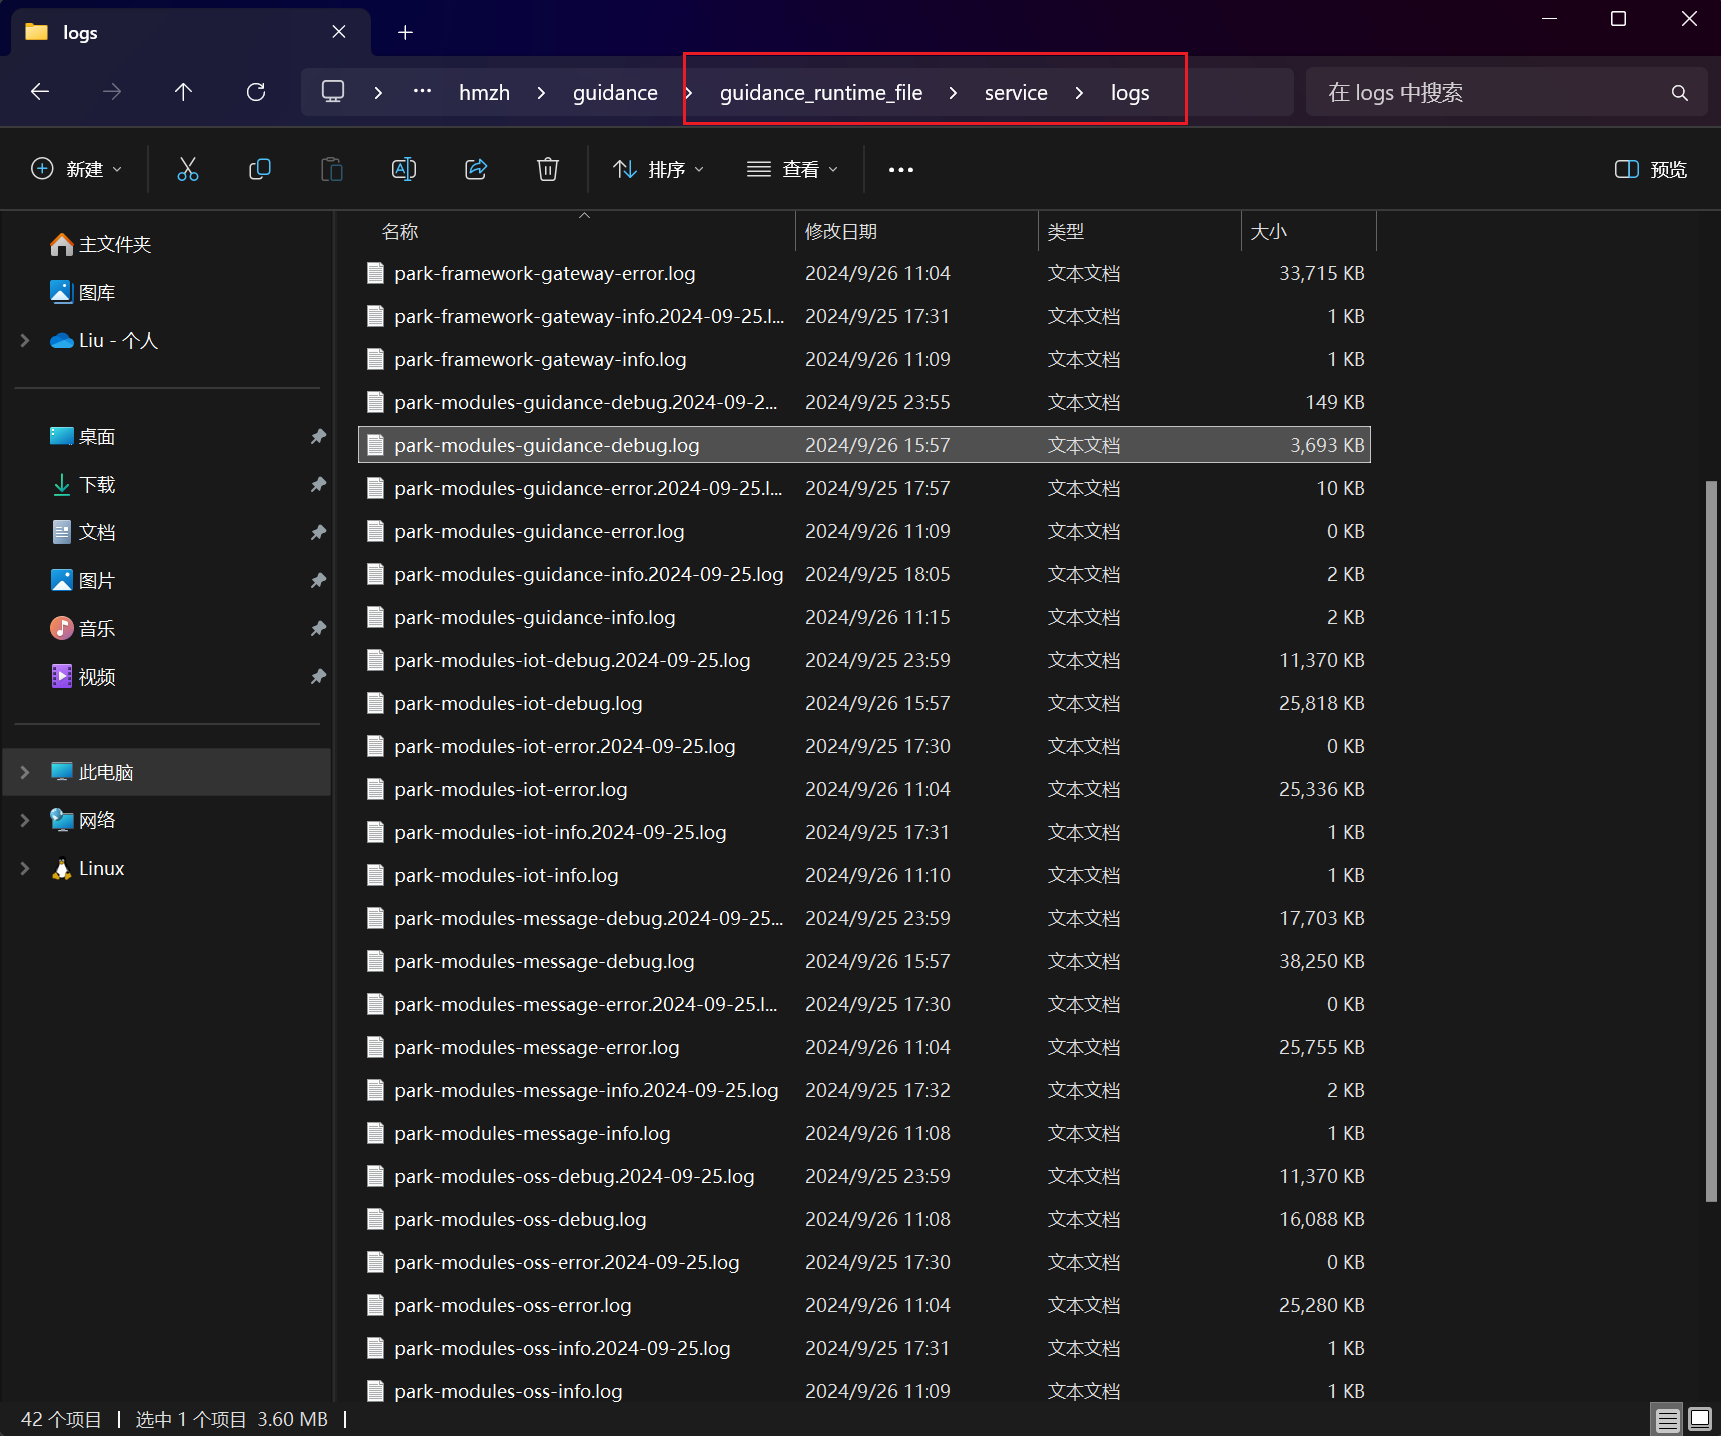 logs
hmzh › guidance › guidance_runtime_file › service › logs
在 logs 中搜索
新建
排序
查看
预览
主文件夹
图库
Liu - 个人
桌面
下载
文档
图片
音乐
视频
此电脑
网络
Linux
名称 修改日期 类型 大小
park-framework-gateway-error.log 2024/9/26 11:04 文本文档 33,715 KB
park-framework-gateway-info.2024-09-25.l... 2024/9/25 17:31 文本文档 1 KB
park-framework-gateway-info.log 2024/9/26 11:09 文本文档 1 KB
park-modules-guidance-debug.2024-09-2... 2024/9/25 23:55 文本文档 149 KB
park-modules-guidance-debug.log 2024/9/26 15:57 文本文档 3,693 KB
park-modules-guidance-error.2024-09-25.l... 2024/9/25 17:57 文本文档 10 KB
park-modules-guidance-error.log 2024/9/26 11:09 文本文档 0 KB
park-modules-guidance-info.2024-09-25.log 2024/9/25 18:05 文本文档 2 KB
park-modules-guidance-info.log 2024/9/26 11:15 文本文档 2 KB
park-modules-iot-debug.2024-09-25.log 2024/9/25 23:59 文本文档 11,370 KB
park-modules-iot-debug.log 2024/9/26 15:57 文本文档 25,818 KB
park-modules-iot-error.2024-09-25.log 2024/9/25 17:30 文本文档 0 KB
park-modules-iot-error.log 2024/9/26 11:04 文本文档 25,336 KB
park-modules-iot-info.2024-09-25.log 2024/9/25 17:31 文本文档 1 KB
park-modules-iot-info.log 2024/9/26 11:10 文本文档 1 KB
park-modules-message-debug.2024-09-25... 2024/9/25 23:59 文本文档 17,703 KB
park-modules-message-debug.log 2024/9/26 15:57 文本文档 38,250 KB
park-modules-message-error.2024-09-25.l... 2024/9/25 17:30 文本文档 0 KB
park-modules-message-error.log 2024/9/26 11:04 文本文档 25,755 KB
park-modules-message-info.2024-09-25.log 2024/9/25 17:32 文本文档 2 KB
park-modules-message-info.log 2024/9/26 11:08 文本文档 1 KB
park-modules-oss-debug.2024-09-25.log 2024/9/25 23:59 文本文档 11,370 KB
park-modules-oss-debug.log 2024/9/26 11:08 文本文档 16,088 KB
park-modules-oss-error.2024-09-25.log 2024/9/25 17:30 文本文档 0 KB
park-modules-oss-error.log 2024/9/26 11:04 文本文档 25,280 KB
park-modules-oss-info.2024-09-25.log 2024/9/25 17:31 文本文档 1 KB
park-modules-oss-info.log 2024/9/26 11:09 文本文档 1 KB
42 个项目 | 选中 1 个项目 3.60 MB |